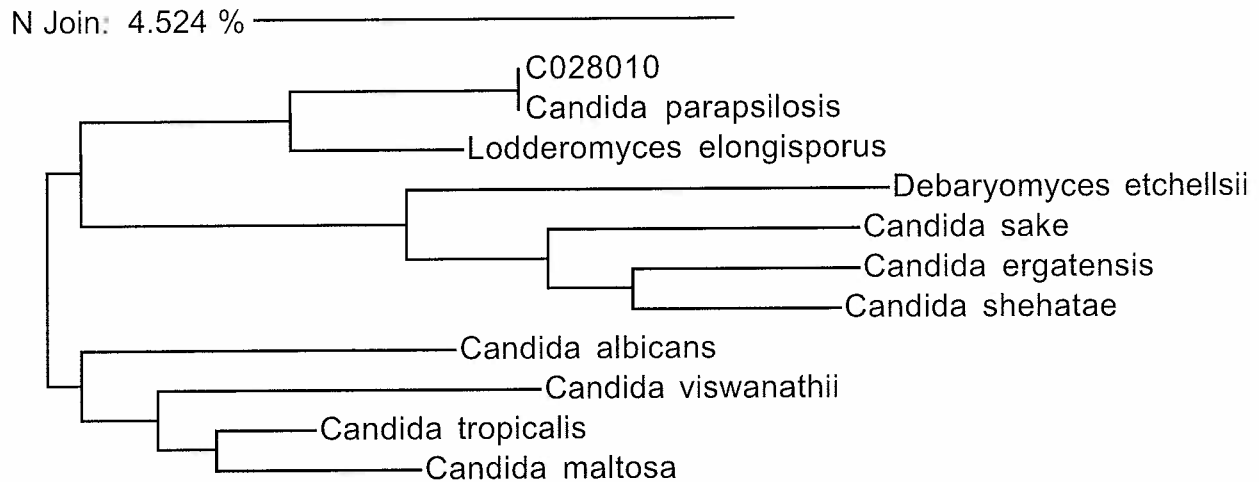 N Join: 4.524 %
C028010
Candida parapsilosis
Lodderomyces elongisporus
Debaryomyces etchellsii
Candida sake
Candida ergatensis
Candida shehatae
Candida albicans
Candida viswanathii
Candida tropicalis
Candida maltosa